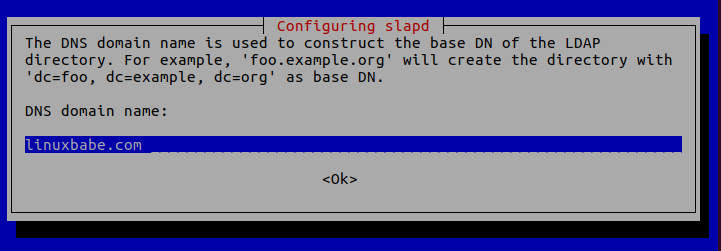 Configuring slapd
The DNS domain name is used to construct the base DN of the LDAP
directory. For example, 'foo.example.org' will create the directory with
'dc=foo, dc=example, dc=org' as base DN.
DNS domain name:
linuxbabe.com
<Ok>